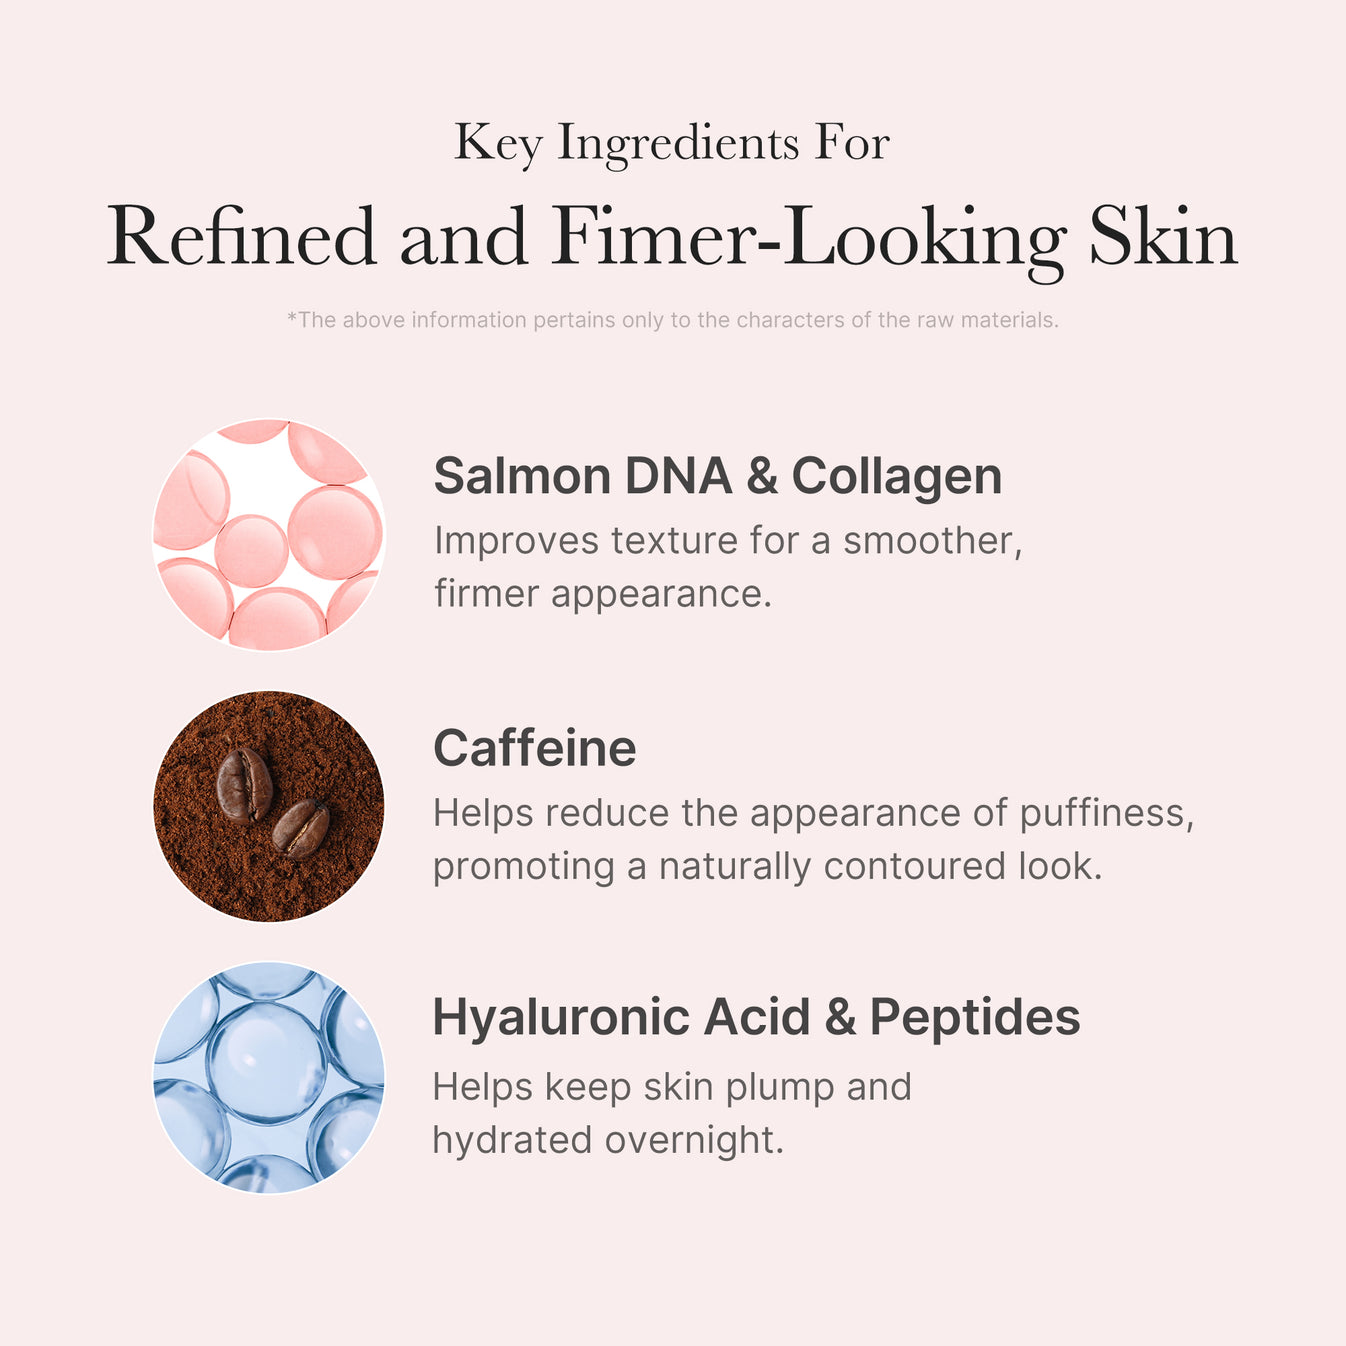 Key Ingredients For
Refined and Fimer-Looking Skin
*The above information pertains only to the characters of the raw materials.
Salmon DNA & Collagen
Improves texture for a smoother,
firmer appearance.
Caffeine
Helps reduce the appearance of puffiness,
promoting a naturally contoured look.
Hyaluronic Acid & Peptides
Helps keep skin plump and
hydrated overnight.